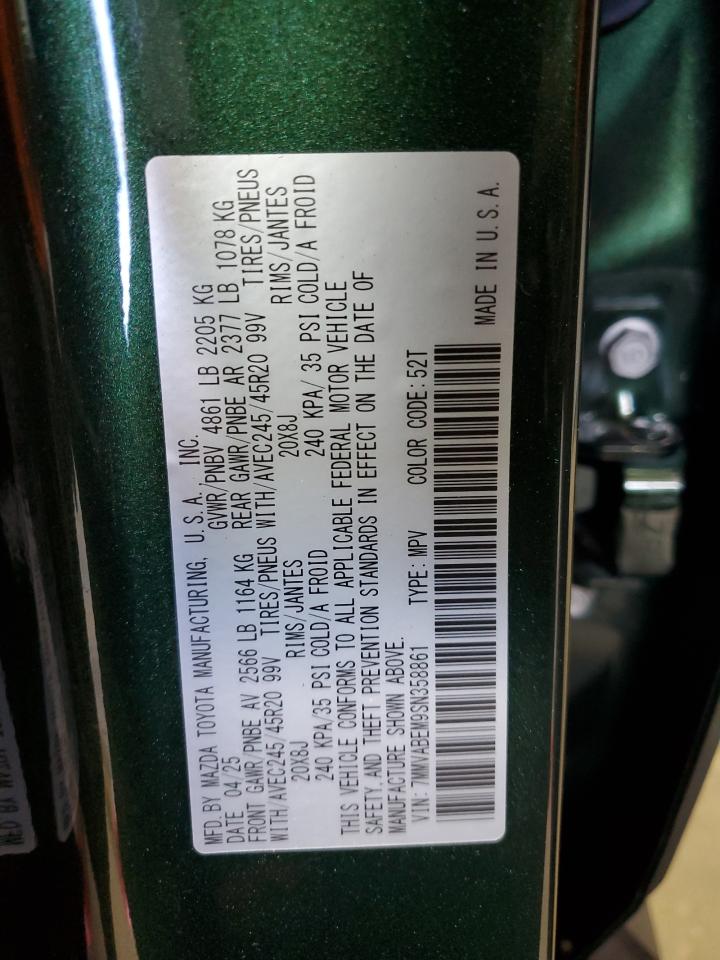 MFD. BY MAZDA TOYOTA MANUFACTURING, U.S.A., INC.
DATE 04/25 GVWR/PNBV 4861 LB 2205 KG
FRONT GAWR/PNBE AV 2566 LB 1164 KG REAR GAWR/PNBE AR 2377 LB 1078 KG
WITH/AVEC245/45R20 99V TIRES/PNEUS WITH/AVEC245/45R20 99V TIRES/PNEUS
20X8J RIMS/JANTES 20X8J RIMS/JANTES
240 KPA/35 PSI COLD/A FROID 240 KPA/ 35 PSI COLD/A FROID
THIS VEHICLE CONFORMS TO ALL APPLICABLE FEDERAL MOTOR VEHICLE
SAFETY AND THEFT PREVENTION STANDARDS IN EFFECT ON THE DATE OF
MANUFACTURE SHOWN ABOVE.
VIN: 7MMVABEM9SN358861 TYPE: MPV COLOR CODE: 52T
MADE IN U.S.A.